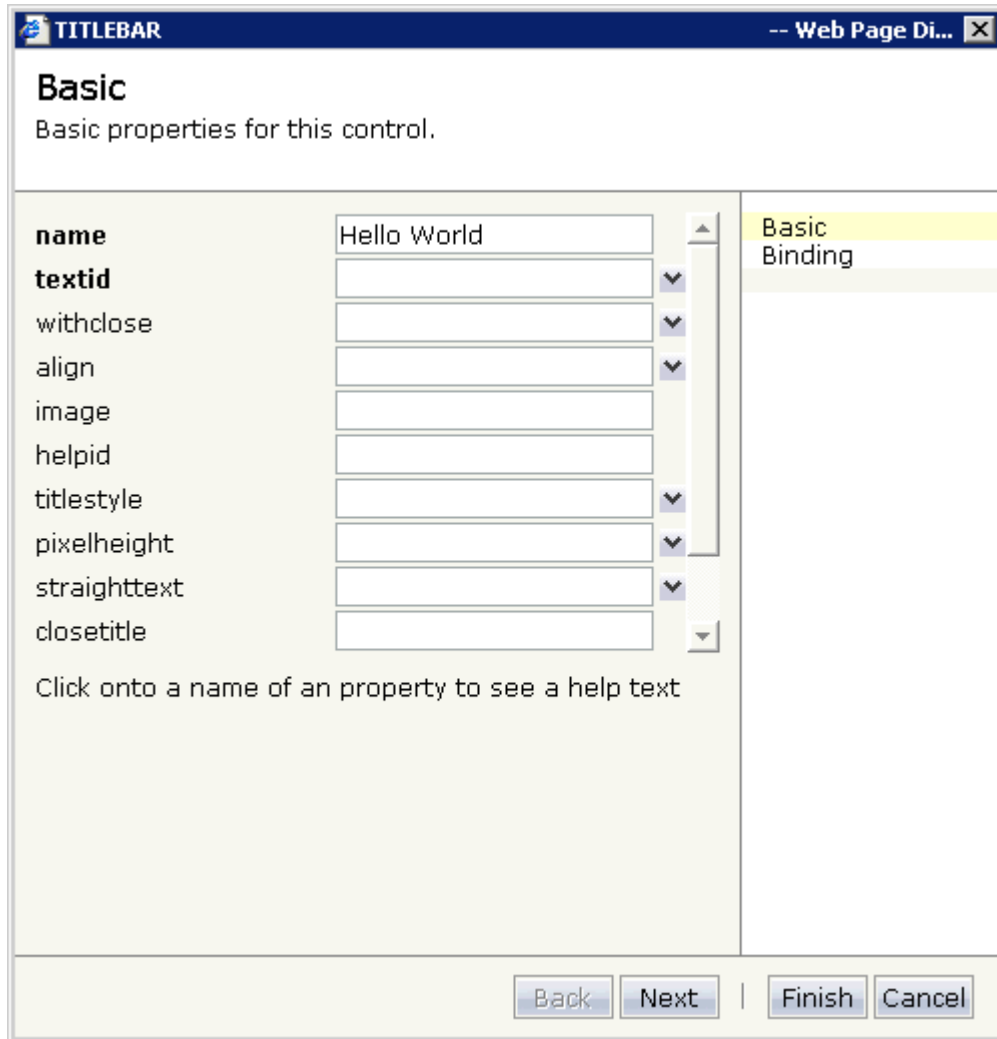 TITLEBAR -- Web Page Di...
Basic
Basic properties for this control.
name Hello World
textid
withclose
align
image
helpid
titlestyle
pixelheight
straighttext
closetitle
Click onto a name of an property to see a help text
Basic
Binding
Back Next | Finish Cancel